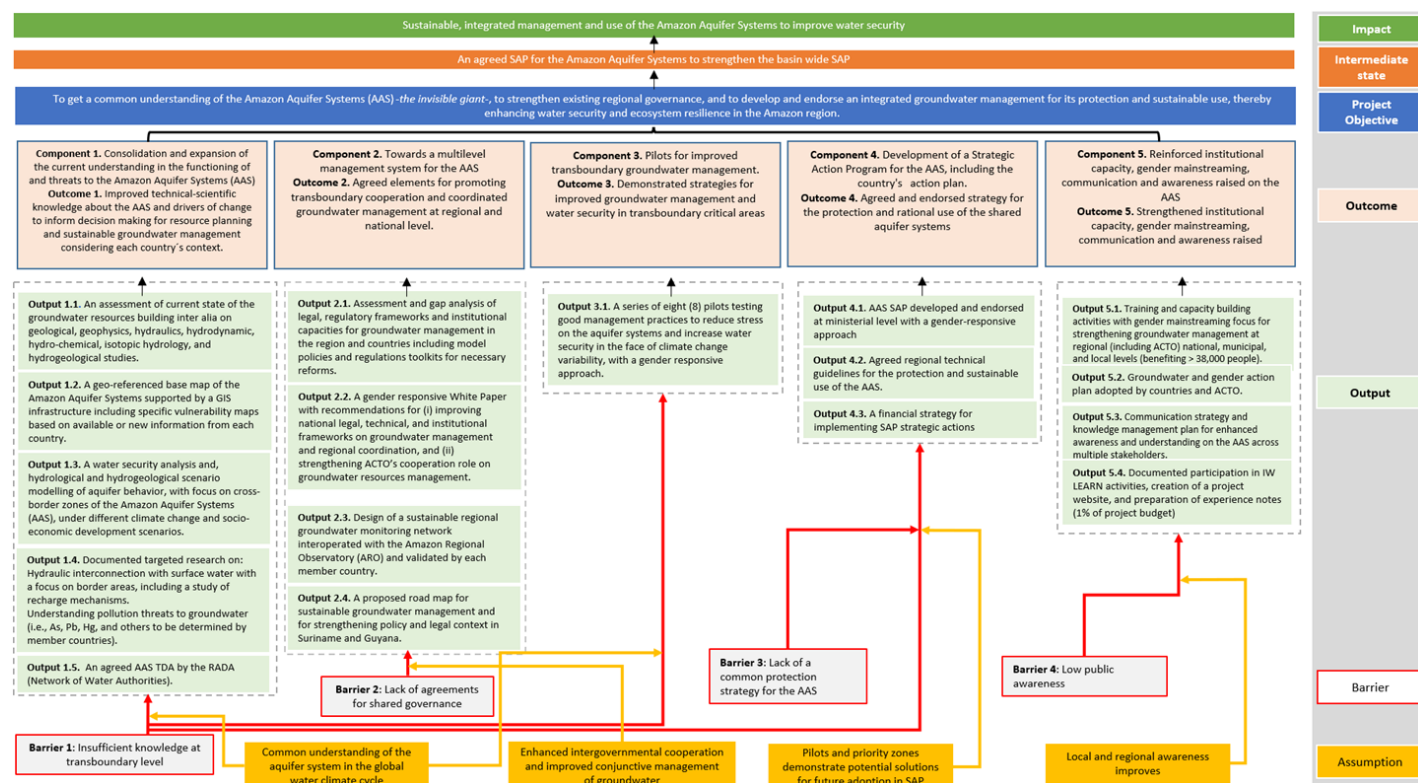 Sustainable, integrated management and use of the Amazon Aquifer Systems to improve water security
An agreed SAP for the Amazon Aquifer Systems to strengthen the basin wide SAP
To get a common understanding of the Amazon Aquifer Systems (AAS) -the invisible giant-, to strengthen existing regional governance, and to develop and endorse an integrated groundwater management for its protection and sustainable use, thereby
enhancing water security and ecosystem resilience in the Amazon region.
Component 1. Consolidation and expansion of
the current understanding in the functioning of
and threats to the Amazon Aquifer Systems (AAS)
Outcome 1. Improved technical-scientific
knowledge about the AAS and drivers of change
to inform decision making for resource planning
and sustainable groundwater management
considering each country´s context.
Component 2. Towards a multilevel
management system for the AAS
Outcome 2. Agreed elements for promoting
transboundary cooperation and coordinated
groundwater management at regional and
national level.
Component 3. Pilots for improved
transboundary groundwater management.
Outcome 3. Demonstrated strategies for
improved groundwater management and
water security in transboundary critical areas
Component 4. Development of a Strategic
Action Program for the AAS, including the
country's action plan.
Outcome 4. Agreed and endorsed strategy for
the protection and rational use of the shared
aquifer systems
Component 5. Reinforced institutional
capacity, gender mainstreaming,
communication and awareness raised on the
AAS
Outcome 5. Strengthened institutional
capacity, gender mainstreaming,
communication and awareness raised
Output 1.1. An assessment of current state of the
groundwater resources building inter alia on
geological, geophysics, hydraulics, hydrodynamic,
hydro-chemical, isotopic hydrology, and
hydrogeological studies.
Output 1.2. A geo-referenced base map of the
Amazon Aquifer Systems supported by a GIS
infrastructure including specific vulnerability maps
based on available or new information from each
country.
Output 1.3. A water security analysis and,
hydrological and hydrogeological scenario
modelling of aquifer behavior, with focus on cross-
border zones of the Amazon Aquifer Systems
(AAS), under different climate change and socio-
economic development scenarios.
Output 1.4. Documented targeted research on:
Hydraulic interconnection with surface water with
a focus on border areas, including a study of
recharge mechanisms.
Understanding pollution threats to groundwater
(i.e., As, Pb, Hg, and others to be determined by
member countries).
Output 1.5. An agreed AAS TDA by the RADA
(Network of Water Authorities).
Output 2.1. Assessment and gap analysis of
legal, regulatory frameworks and institutional
capacities for groundwater management in
the region and countries including model
policies and regulations toolkits for necessary
reforms.
Output 2.2. A gender responsive White Paper
with recommendations for (i) improving
national legal, technical, and institutional
frameworks on groundwater management
and regional coordination, and (ii)
strengthening ACTO's cooperation role on
groundwater resources management.
Output 2.3. Design of a sustainable regional
groundwater monitoring network
interoperated with the Amazon Regional
Observatory (ARO) and validated by each
member country.
Output 2.4. A proposed road map for
sustainable groundwater management and
for strengthening policy and legal context in
Suriname and Guyana.
Output 3.1. A series of eight (8) pilots testing
good management practices to reduce stress
on the aquifer systems and increase water
security in the face of climate change
variability, with a gender responsive
approach.
Output 4.1. AAS SAP developed and endorsed
at ministerial level with a gender-responsive
approach
Output 4.2. Agreed regional technical
guidelines for the protection and sustainable
use of the AAS.
Output 4.3. A financial strategy for
implementing SAP strategic actions
Output 5.1. Training and capacity building
activities with gender mainstreaming focus for
strengthening groundwater management at
regional (including ACTO) national, municipal,
and local levels (benefiting > 38,000 people).
Output 5.2. Groundwater and gender action
plan adopted by countries and ACTO.
Output 5.3. Communication strategy and
knowledge management plan for enhanced
awareness and understanding on the AAS across
multiple stakeholders.
Output 5.4. Documented participation in IW
LEARN activities, creation of a project
website, and preparation of experience notes
(1% of project budget)
Barrier 1: Insufficient knowledge at
transboundary level
Barrier 2: Lack of agreements
for shared governance
Barrier 3: Lack of a
common protection
strategy for the AAS
Barrier 4: Low public
awareness
Common understanding of the
aquifer system in the global
water climate cycle
Enhanced intergovernmental cooperation
and improved conjunctive management
of groundwater
Pilots and priority zones
demonstrate potential solutions
for future adoption in SAP
Local and regional awareness
improves
Impact
Intermediate
state
Project
Objective
Outcome
Output
Barrier
Assumption